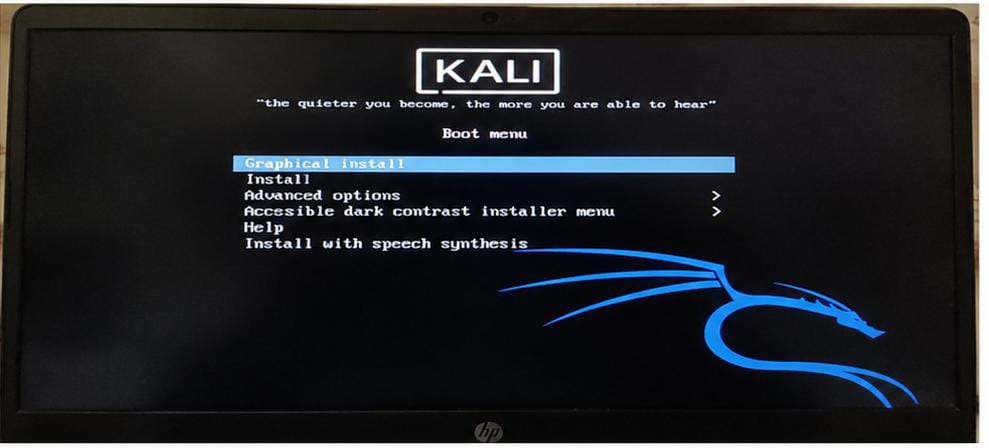 KALI
"the quieter you become, the more you are able to hear"
Boot menu
Graphical install
Install
Advanced options >
Accesible dark contrast installer menu >
Help
Install with speech synthesis
hp